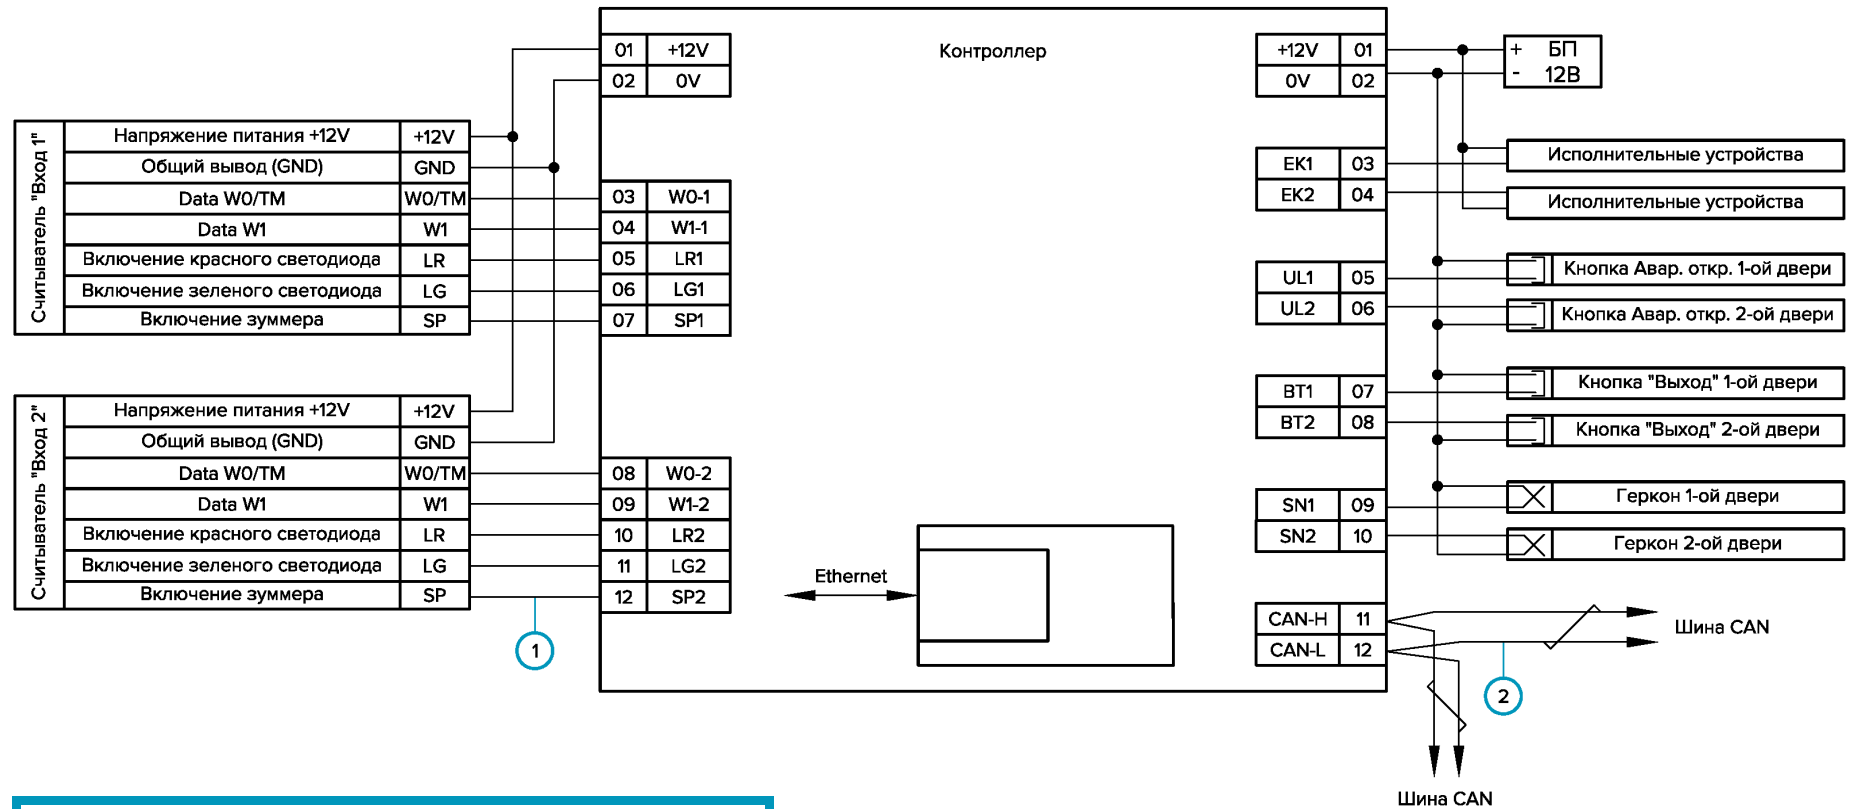 Контроллер
01 +12V
02 0V
Считыватель "Вход 1"
Напряжение питания +12V +12V
Общий вывод (GND) GND
Data W0/TM W0/TM
Data W1 W1
Включение красного светодиода LR
Включение зеленого светодиода LG
Включение зуммера SP
03 W0-1
04 W1-1
05 LR1
06 LG1
07 SP1
Считыватель "Вход 2"
Напряжение питания +12V +12V
Общий вывод (GND) GND
Data W0/TM W0/TM
Data W1 W1
Включение красного светодиода LR
Включение зеленого светодиода LG
Включение зуммера SP
08 W0-2
09 W1-2
10 LR2
11 LG2
12 SP2
1
Ethernet
+12V 01
0V 02
EK1 03
EK2 04
UL1 05
UL2 06
BT1 07
BT2 08
SN1 09
SN2 10
CAN-H 11
CAN-L 12
+ БП
- 12В
Исполнительные устройства
Исполнительные устройства
Кнопка Авар. откр. 1-ой двери
Кнопка Авар. откр. 2-ой двери
Кнопка "Выход" 1-ой двери
Кнопка "Выход" 2-ой двери
Геркон 1-ой двери
Геркон 2-ой двери
Шина CAN
2
Шина CAN